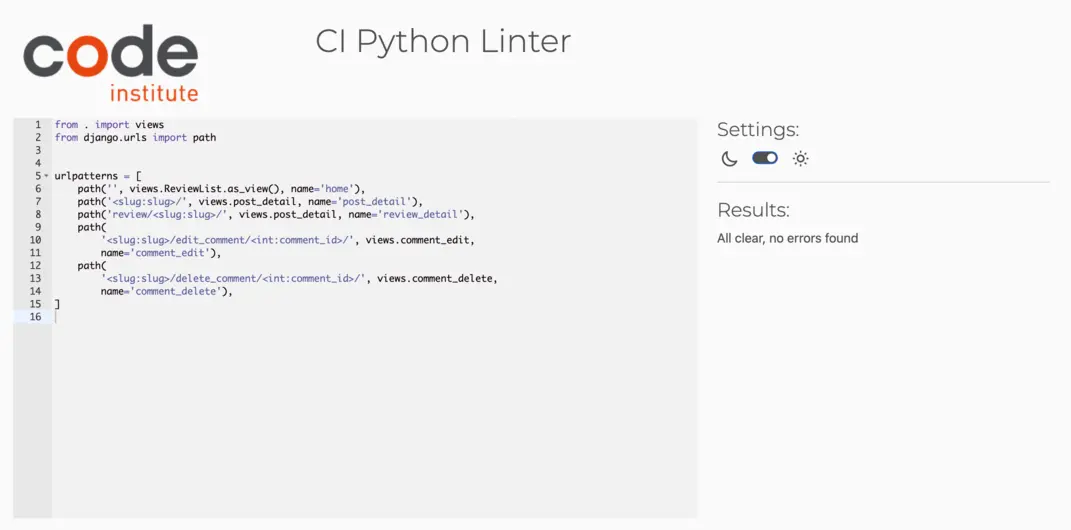 code
institute
CI Python Linter
1 from . import views
2 from django.urls import path
3
4
5 urlpatterns = [
6     path('', views.ReviewList.as_view(), name='home'),
7     path('<slug:slug>/', views.post_detail, name='post_detail'),
8     path('review/<slug:slug>/', views.post_detail, name='review_detail'),
9     path(
10         '<slug:slug>/edit_comment/<int:comment_id>/', views.comment_edit,
11         name='comment_edit'),
12     path(
13         '<slug:slug>/delete_comment/<int:comment_id>/', views.comment_delete,
14         name='comment_delete'),
15 ]
16
Settings:
Results:
All clear, no errors found